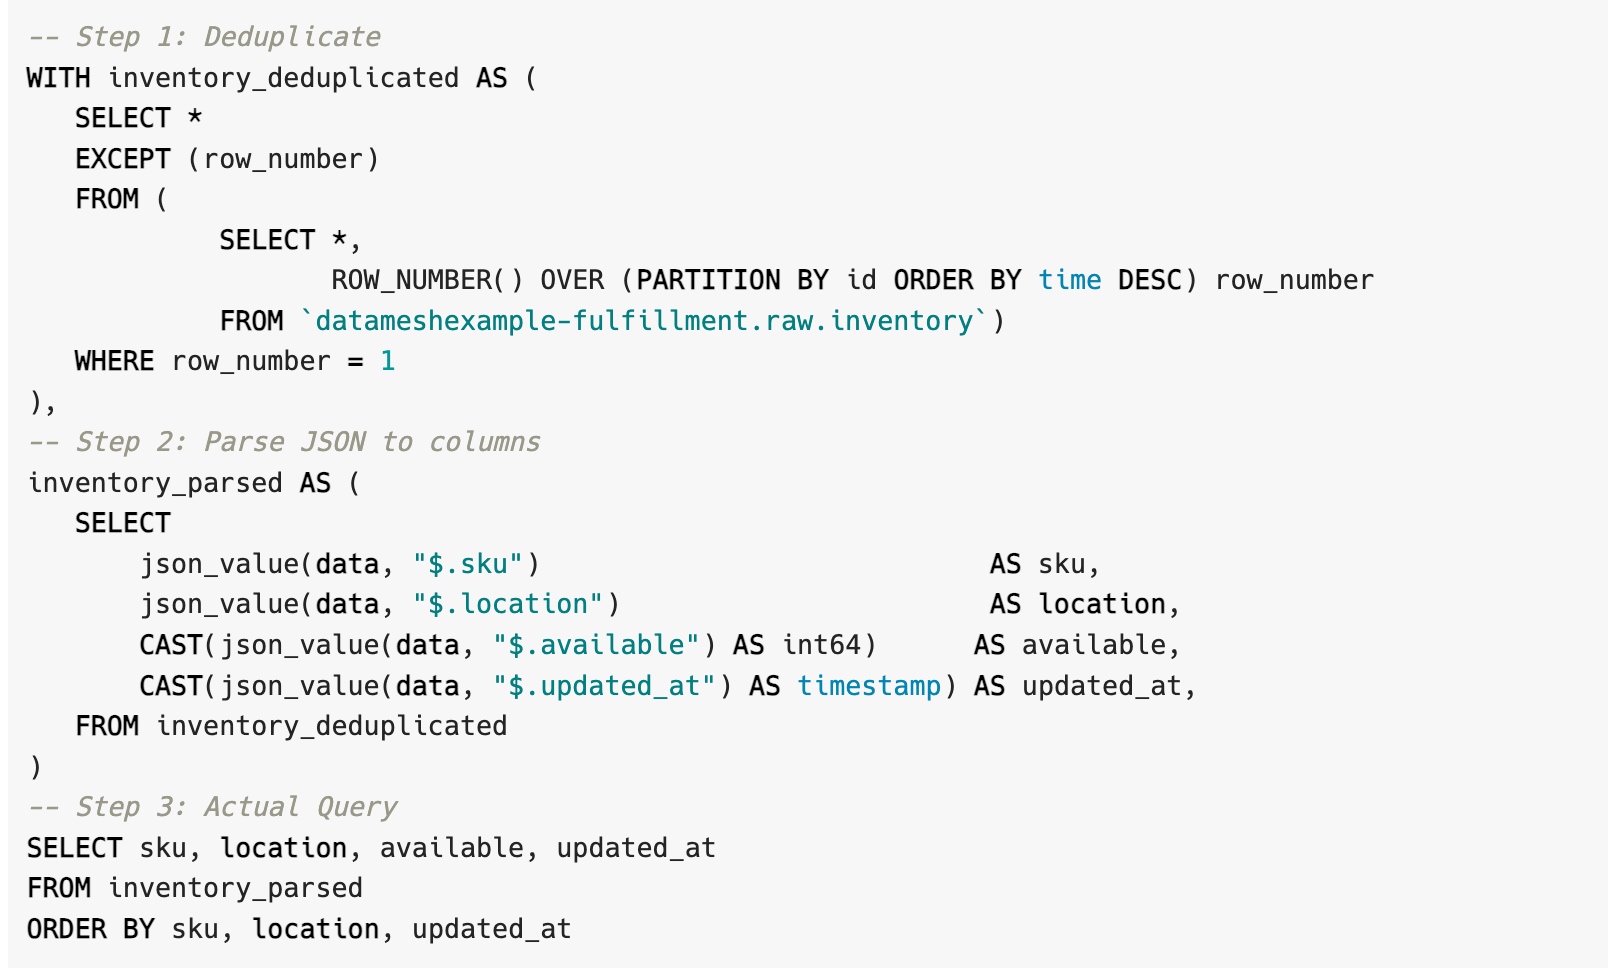 -- Step 1: Deduplicate
WITH inventory_deduplicated AS (
   SELECT *
   EXCEPT (row_number)
   FROM (
            SELECT *,
                   ROW_NUMBER() OVER (PARTITION BY id ORDER BY time DESC) row_number
            FROM `datameshexample-fulfillment.raw.inventory`)
   WHERE row_number = 1
),
-- Step 2: Parse JSON to columns
inventory_parsed AS (
   SELECT
       json_value(data, "$.sku")                            AS sku,
       json_value(data, "$.location")                       AS location,
       CAST(json_value(data, "$.available") AS int64)      AS available,
       CAST(json_value(data, "$.updated_at") AS timestamp) AS updated_at,
   FROM inventory_deduplicated
)
-- Step 3: Actual Query
SELECT sku, location, available, updated_at
FROM inventory_parsed
ORDER BY sku, location, updated_at